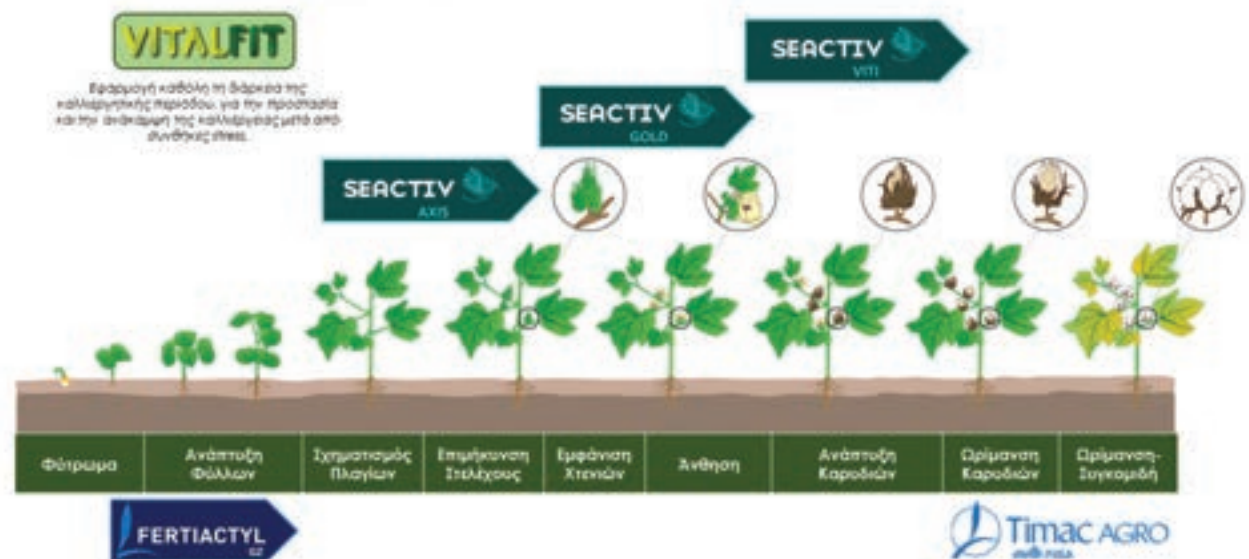 VITALFIT
Εφαρμογή καθόλη τη διάρκεια της
καλλιεργητικής περιόδου, για την προστασία
και την ανάκαμψη της καλλιέργειας μετά από
συνθήκες stress.
SEACTIV
AXIS
SEACTIV
GOLD
SEACTIV
VITI
Φύτρωμα
Ανάπτυξη
Φύλλων
Σχηματισμός
Πλαγίων
Επιμήκυνση
Στελέχους
Εμφάνιση
Χτενιών
Άνθηση
Ανάπτυξη
Καρυδιών
Ωρίμανση
Καρυδιών
Ωρίμανση-
Συγκομιδή
FERTIACTYL
GZ
Timac AGRO